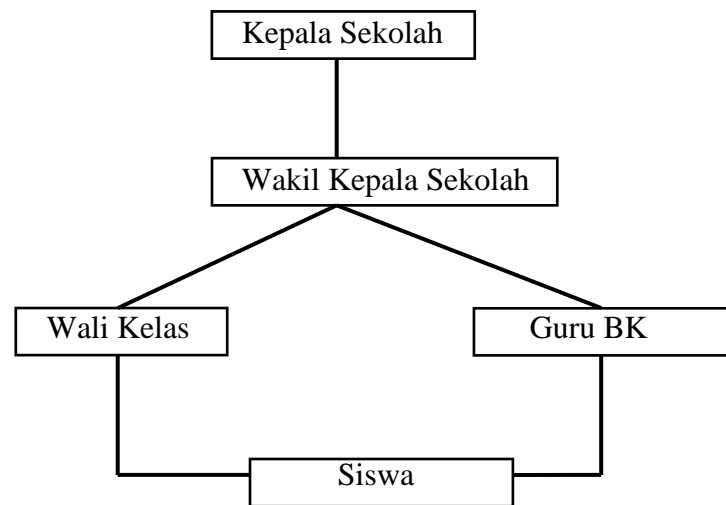 Kepala Sekolah
Wakil Kepala Sekolah
Wali Kelas
Guru BK
Siswa